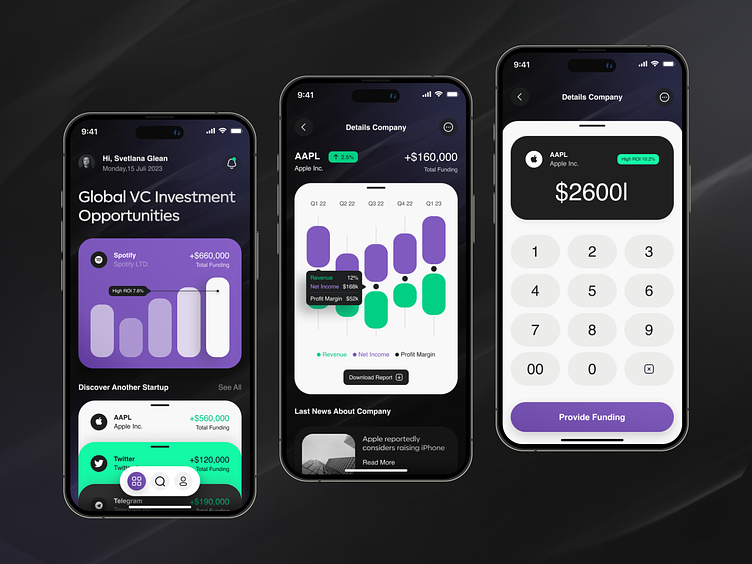 9:41
Hi, Svetlana Glean
Monday,15 Juli 2023
Global VC Investment
Opportunities
Spotify
+$660,000
Spotify LTD.
Total Funding
High ROI 7.6%
Discover Another Startup
See All
AAPL
+$560,000
Apple Inc.
Total Funding
Twitter
+$120,000
Total Funding
Telegram
+$190,000
9:41
Details Company
AAPL
2.5%
+$160,000
Apple Inc.
Total Funding
Q1 22
Q2 22
Q3 22
Q4 22
Q1 23
Revenue
12%
Net Income
$168k
Profit Margin
$52k
Revenue
Net Income
Profit Margin
Download Report
Last News About Company
Apple reportedly
considers raising iPhone
Read More
9:41
Details Company
AAPL
Apple Inc.
High ROI 10.2%
$2600
1
2
3
4
5
6
7
8
9
00
0
Provide Funding